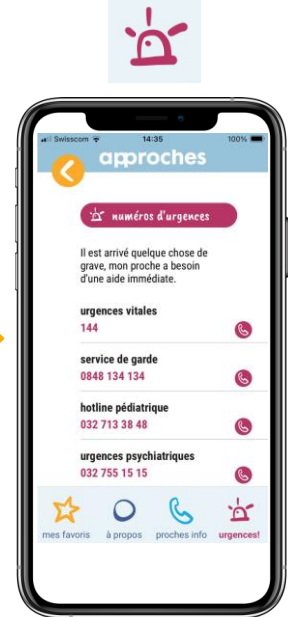 Swisscom 14:35 100%
approches
numéros d'urgences
Il est arrivé quelque chose de
grave, mon proche a besoin
d'une aide immédiate.
urgences vitales
144
service de garde
0848 134 134
hotline pédiatrique
032 713 38 48
urgences psychiatriques
032 755 15 15
mes favoris à propos proches info urgences!